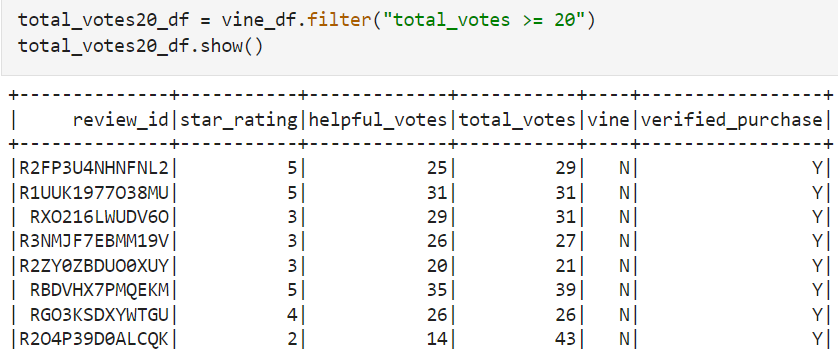 total_votes20_df = vine_df.filter("total_votes >= 20")
total_votes20_df.show()
+--------------+-----------+-------------+-----------+----+-----------------+
|     review_id|star_rating|helpful_votes|total_votes|vine|verified_purchase|
+--------------+-----------+-------------+-----------+----+-----------------+
|R2FP3U4NHNFNL2|          5|           25|         29|   N|                Y|
|R1UUK1977O38MU|          5|           31|         31|   N|                Y|
| RXO216LWUDV6O|          3|           29|         31|   N|                Y|
|R3NMJF7EBMM19V|          3|           26|         27|   N|                Y|
|R2ZY0ZBDUO0XUY|          3|           20|         21|   N|                Y|
| RBDVHX7PMQEKM|          5|           35|         39|   N|                Y|
| RGO3KSDXYWTGU|          4|           26|         26|   N|                Y|
|R2O4P39D0ALCQK|          2|           14|         43|   N|                Y|